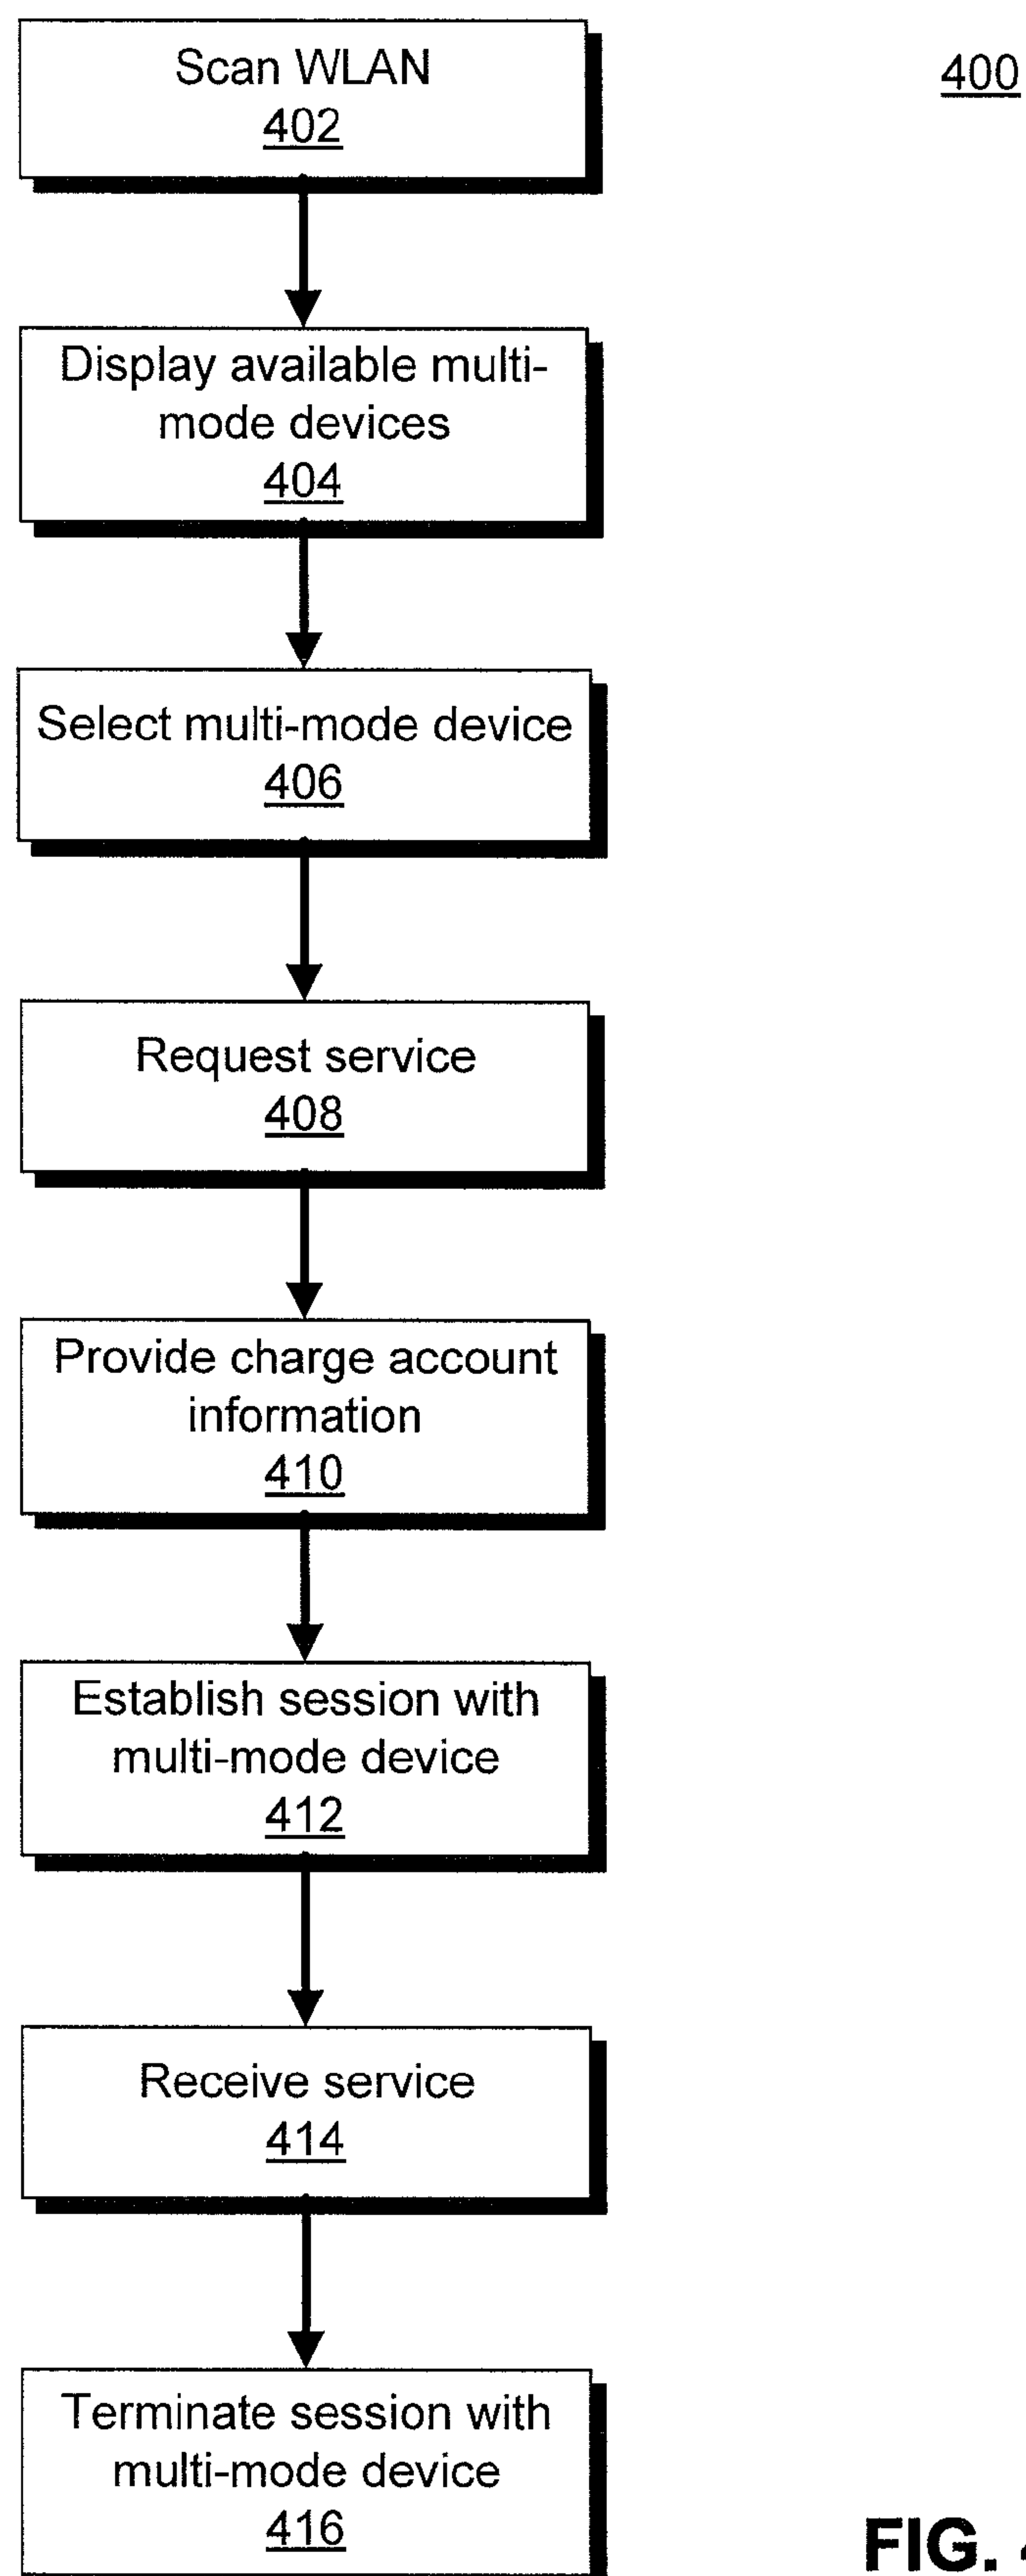 Scan WLAN
402
400
Display available multi-
mode devices
404
Select multi-mode device
406
Request service
408
Provide charge account
information
410
Establish session with
multi-mode device
412
Receive service
414
Terminate session with
multi-mode device
416
FIG.